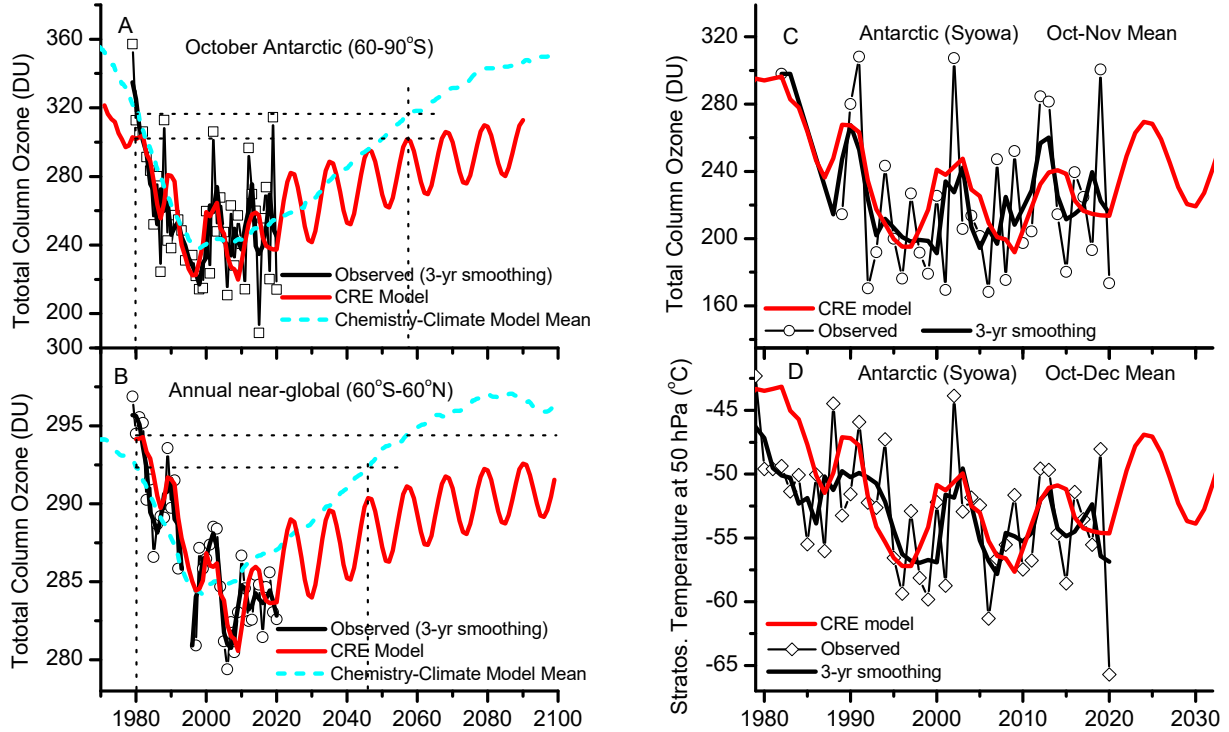 A
October Antarctic (60-90°S)
360
320
280
240
200
300
Tototal Column Ozone (DU)
Observed (3-yr smoothing)
CRE Model
Chemistry-Climate Model Mean
B
Annual near-global (60°S-60°N)
295
290
285
280
Tototal Column Ozone (DU)
Observed (3-yr smoothing)
CRE Model
Chemistry-Climate Model Mean
1980 2000 2020 2040 2060 2080 2100
C
Antarctic (Syowa) Oct-Nov Mean
320
280
240
200
160
Total Column Ozone (DU)
CRE model
Observed 3-yr smoothing
D
Antarctic (Syowa) Oct-Dec Mean
-45
-50
-55
-60
-65
Stratos. Temperature at 50 hPa (°C)
CRE model
Observed
3-yr smoothing
1980 1990 2000 2010 2020 2030